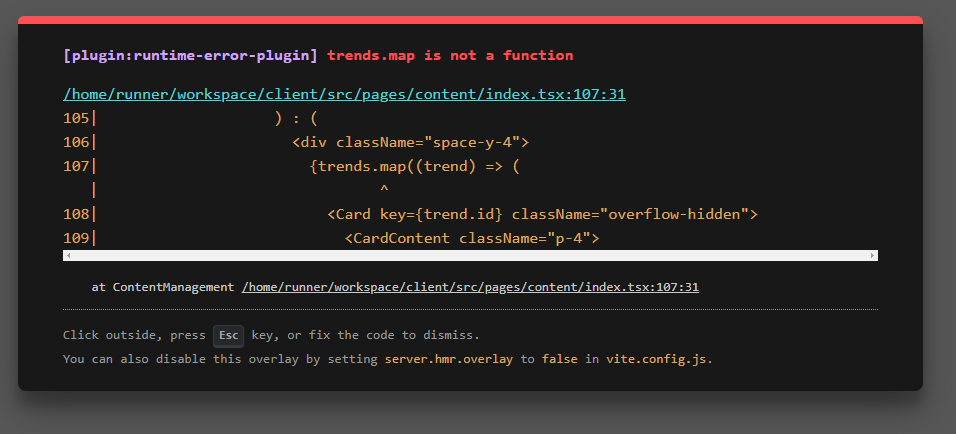 [plugin:runtime-error-plugin] trends.map is not a function
/home/runner/workspace/client/src/pages/content/index.tsx:107:31
105|                    ) : (
106|                      <div className="space-y-4">
107|                        {trends.map((trend) => (
   |                                ^
108|                          <Card key={trend.id} className="overflow-hidden">
109|                            <CardContent className="p-4">
at ContentManagement /home/runner/workspace/client/src/pages/content/index.tsx:107:31
Click outside, press Esc key, or fix the code to dismiss.
You can also disable this overlay by setting server.hmr.overlay to false in vite.config.js.